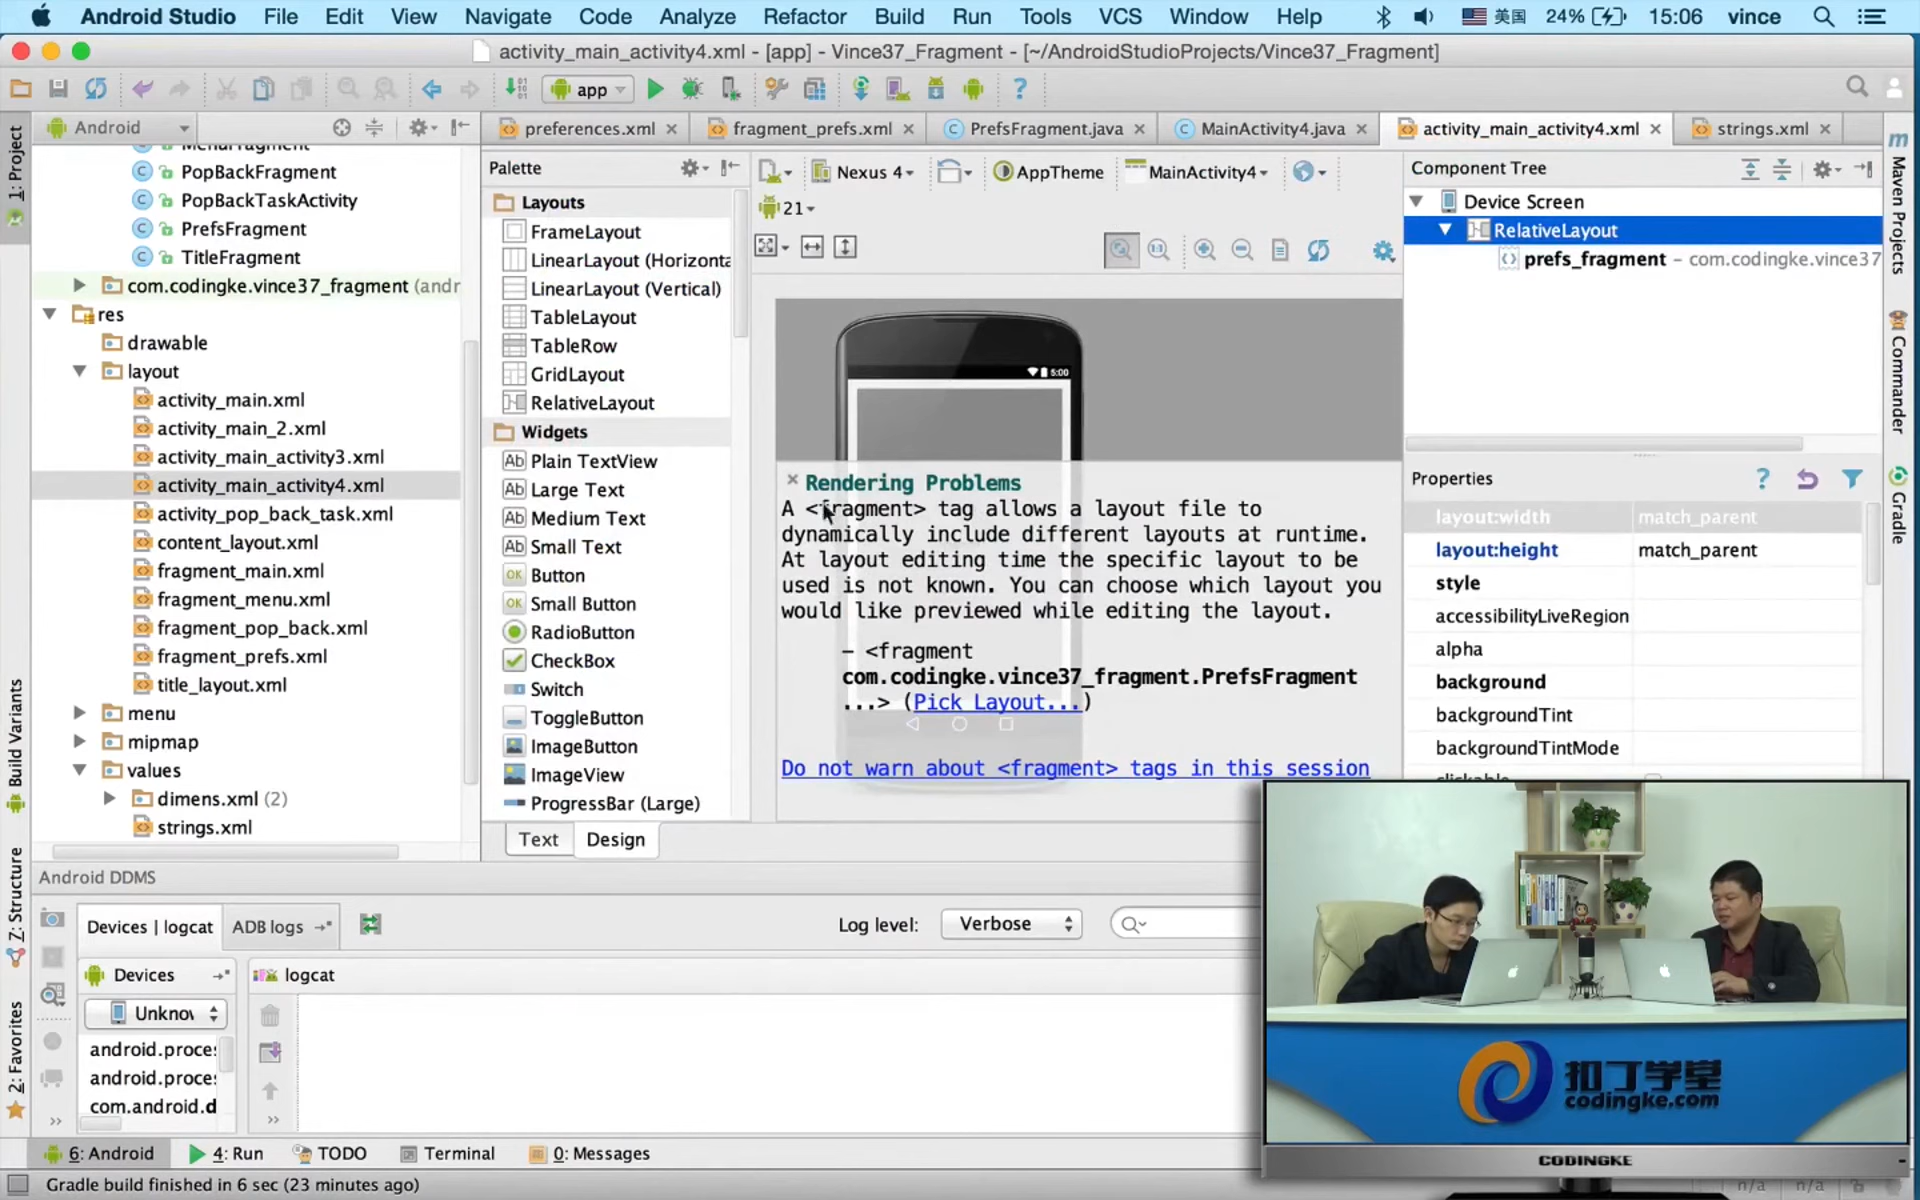 Android Studio File Edit View Navigate Code Analyze Refactor Build Run Tools VCS Window Help 美国 24% 15:06 vince
activity_main_activity4.xml - [app] - Vince37_Fragment - [~/AndroidStudioProjects/Vince37_Fragment]
app
Android
preferences.xml
fragment_prefs.xml
PrefsFragment.java
MainActivity4.java
activity_main_activity4.xml
strings.xml
1: Project
Build Variants
Z: Structure
2: Favorites
MenuFragment
PopBackFragment
PopBackTaskActivity
PrefsFragment
TitleFragment
com.codingke.vince37_fragment (andr
res
drawable
layout
activity_main.xml
activity_main_2.xml
activity_main_activity3.xml
activity_main_activity4.xml
activity_pop_back_task.xml
content_layout.xml
fragment_main.xml
fragment_menu.xml
fragment_pop_back.xml
fragment_prefs.xml
title_layout.xml
menu
mipmap
values
dimens.xml (2)
strings.xml
Palette
Layouts
FrameLayout
LinearLayout (Horizonta
LinearLayout (Vertical)
TableLayout
TableRow
GridLayout
RelativeLayout
Widgets
Plain TextView
Large Text
Medium Text
Small Text
Button
Small Button
RadioButton
CheckBox
Switch
ToggleButton
ImageButton
ImageView
ProgressBar (Large)
Text
Design
Nexus 4
AppTheme
MainActivity4
21
5:00
Rendering Problems
A <fragment> tag allows a layout file to
dynamically include different layouts at runtime.
At layout editing time the specific layout to be
used is not known. You can choose which layout you
would like previewed while editing the layout.
– <fragment
com.codingke.vince37_fragment.PrefsFragment
...> (Pick Layout...)
Do not warn about <fragment> tags in this session
Component Tree
Device Screen
RelativeLayout
prefs_fragment – com.codingke.vince37
Properties
layout:width match_parent
layout:height match_parent
style
accessibilityLiveRegion
alpha
background
backgroundTint
backgroundTintMode
clickable
Maven Projects
Commander
Gradle
Android DDMS
Devices | logcat
ADB logs
Log level:
Verbose
Devices
logcat
Unknov
android.proce
android.proce
com.android.d
6: Android
4: Run
TODO
Terminal
0: Messages
Gradle build finished in 6 sec (23 minutes ago)
扣丁学堂
codingke.com
CODINGKE
n/a n/a